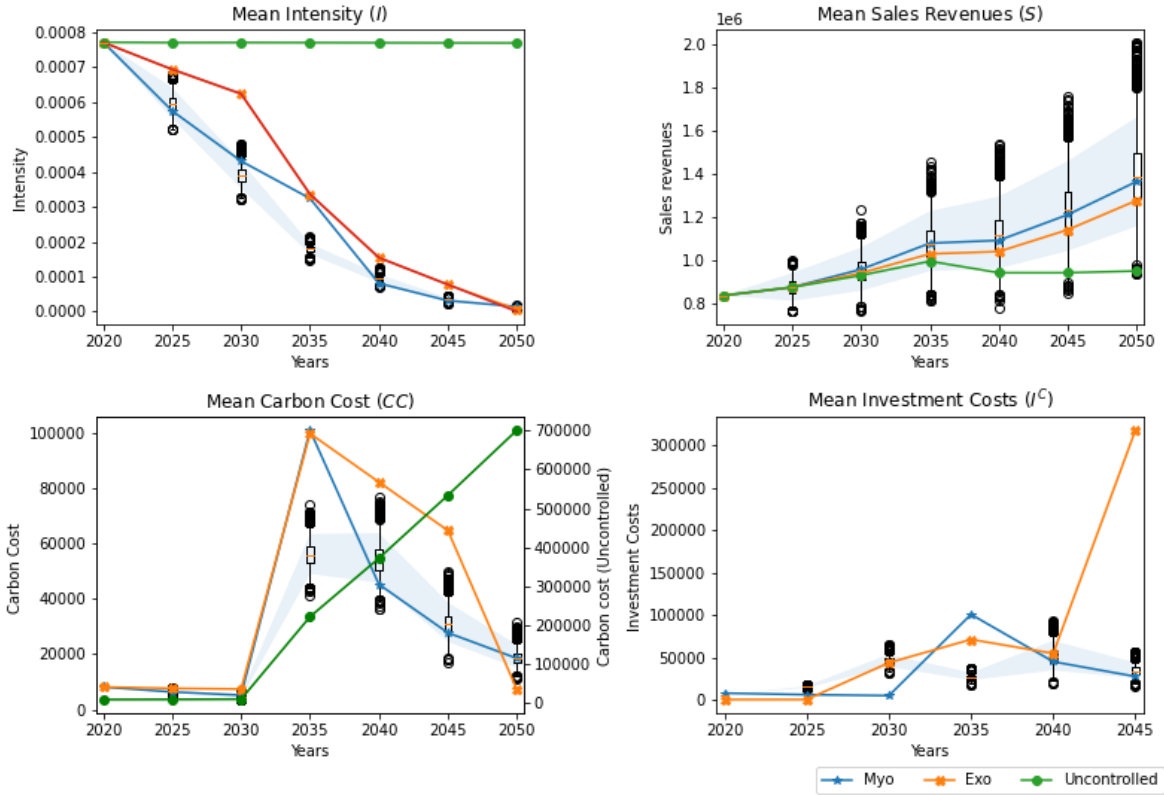 Mean Intensity (I)
0.0008
0.0007
0.0006
0.0005
0.0004
0.0003
0.0002
0.0001
0.0000
Intensity
2020 2025 2030 2035 2040 2045 2050
Years
Mean Sales Revenues (S)
1e6
2.0
1.8
1.6
1.4
1.2
1.0
0.8
Sales revenues
2020 2025 2030 2035 2040 2045 2050
Years
Mean Carbon Cost (CC)
100000
80000
60000
40000
20000
0
Carbon Cost
700000
600000
500000
400000
300000
200000
100000
0
Carbon cost (Uncontrolled)
2020 2025 2030 2035 2040 2045 2050
Years
Mean Investment Costs (I^C)
300000
250000
200000
150000
100000
50000
0
Investment Costs
2020 2025 2030 2035 2040 2045
Years
Myo Exo Uncontrolled